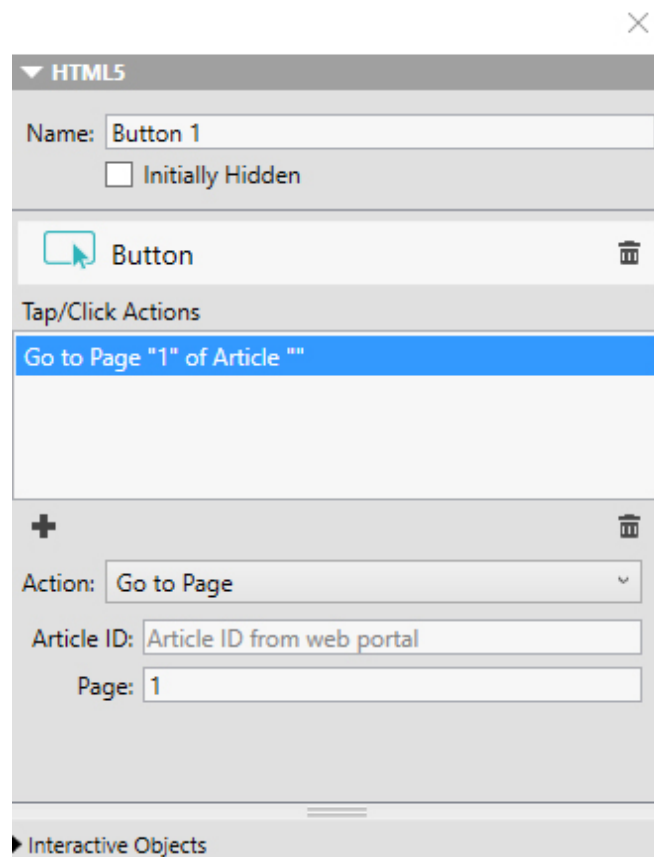 HTML5
Name: Button 1
Initially Hidden
Button
Tap/Click Actions
Go to Page "1" of Article ""
Action: Go to Page
Article ID: Article ID from web portal
Page: 1
Interactive Objects